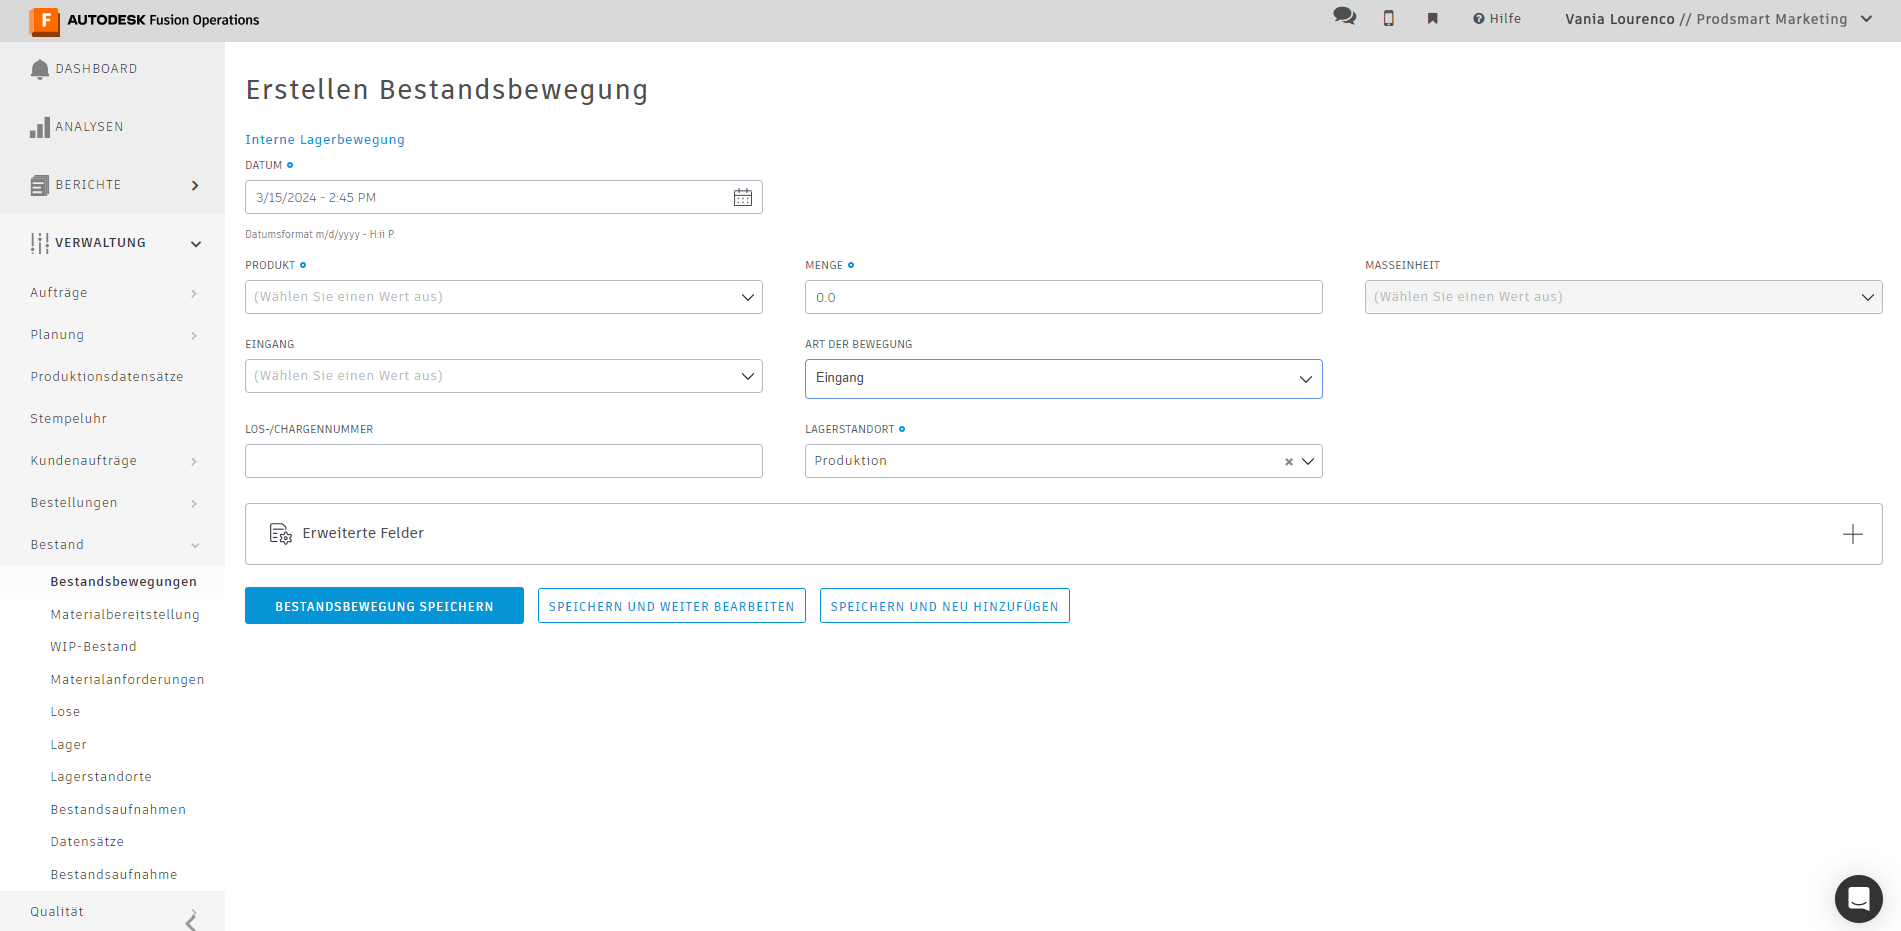 F AUTODESK Fusion Operations
Hilfe
Vania Lourenco // Prodsmart Marketing
DASHBOARD
ANALYSEN
BERICHTE
VERWALTUNG
Aufträge
Planung
Produktionsdatensätze
Stempeluhr
Kundenaufträge
Bestellungen
Bestand
Bestandsbewegungen
Materialbereitstellung
WIP-Bestand
Materialanforderungen
Lose
Lager
Lagerstandorte
Bestandsaufnahmen
Datensätze
Bestandsaufnahme
Qualität
Erstellen Bestandsbewegung
Interne Lagerbewegung
DATUM
3/15/2024 - 2:45 PM
Datumsformat m/d/yyyy - H:ii P.
PRODUKT
(Wählen Sie einen Wert aus)
MENGE
0.0
MASSEINHEIT
(Wählen Sie einen Wert aus)
EINGANG
(Wählen Sie einen Wert aus)
ART DER BEWEGUNG
Eingang
LOS-/CHARGENNUMMER
LAGERSTANDORT
Produktion
Erweiterte Felder
BESTANDSBEWEGUNG SPEICHERN
SPEICHERN UND WEITER BEARBEITEN
SPEICHERN UND NEU HINZUFÜGEN